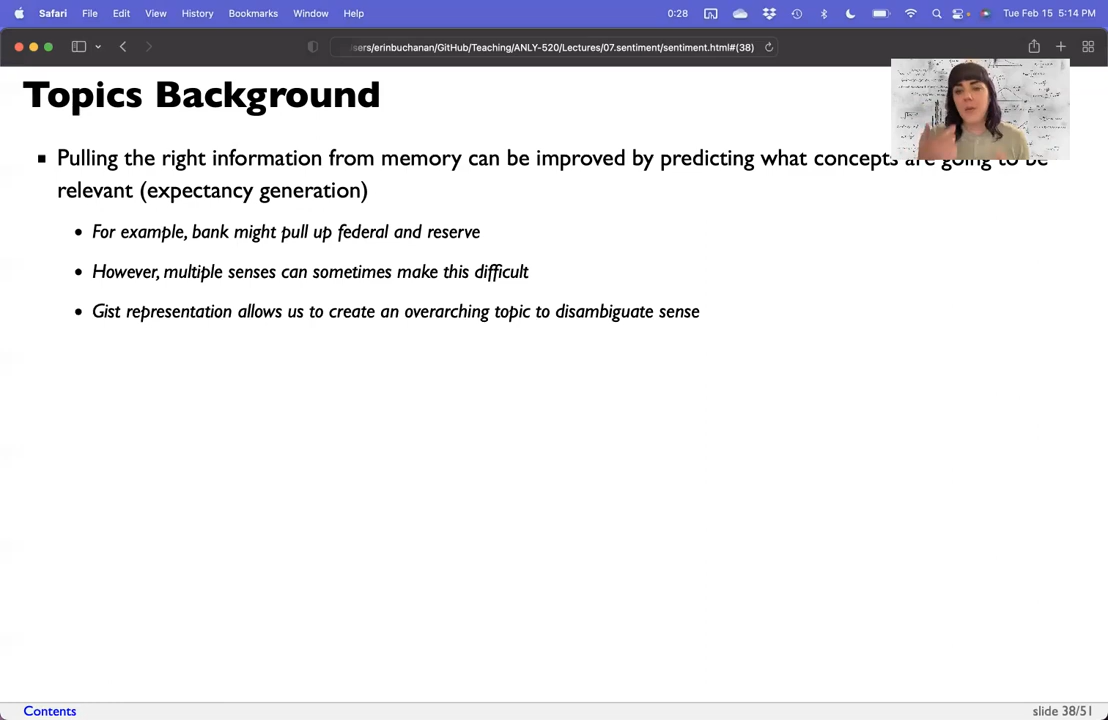 Safari File Edit View History Bookmarks Window Help 0:28 Tue Feb 15 5:14 PM
sers/erinbuchanan/GitHub/Teaching/ANLY-520/Lectures/07.sentiment/sentiment.html#(38)
Topics Background
Pulling the right information from memory can be improved by predicting what concepts are going to be
relevant (expectancy generation)
For example, bank might pull up federal and reserve
However, multiple senses can sometimes make this difficult
Gist representation allows us to create an overarching topic to disambiguate sense
Contents slide 38/51